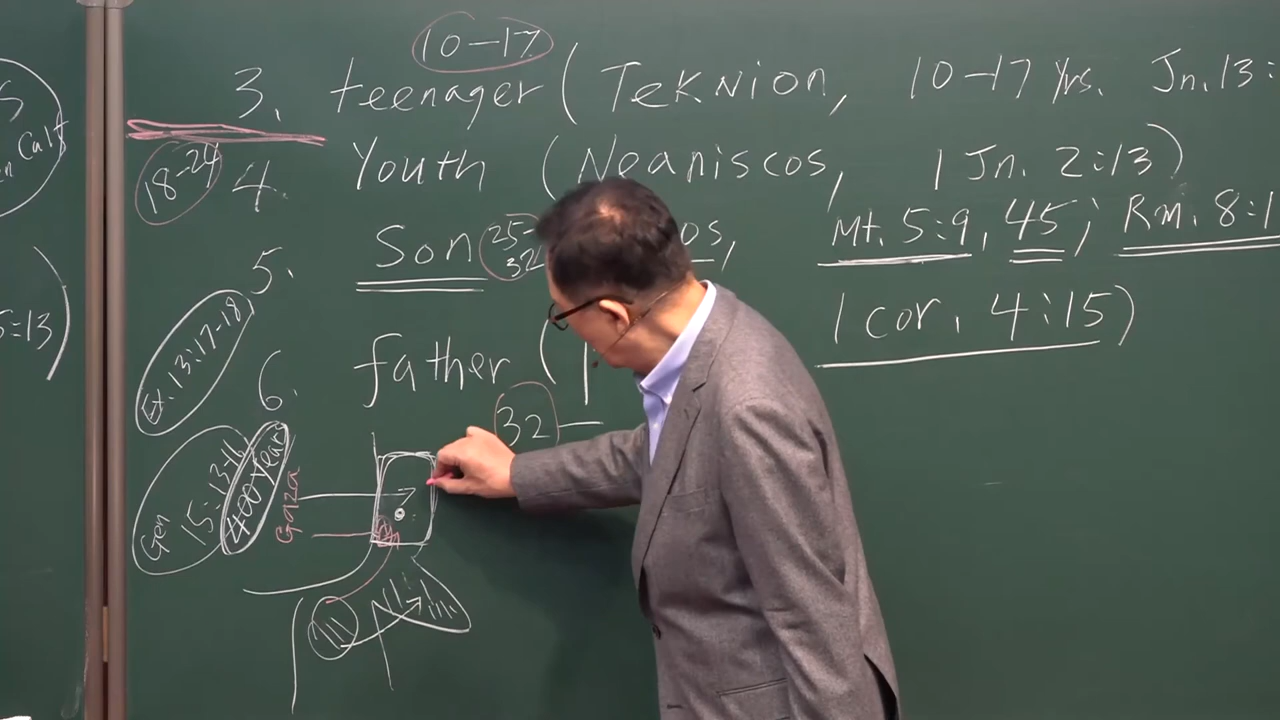 10-17
3. teenager (Teknion, 10-17 yrs. Jn. 13:
18-24 4. Youth (Neaniscos, 1 Jn. 2:13)
5. Son 25-32 os, Mt. 5:9, 45; Rm. 8:1
Ex. 13:17-18
6. father ( 1 cor. 4:15)
32-
Gen 15:13-16
400 Years
Gaza
?
Calf
5:13)